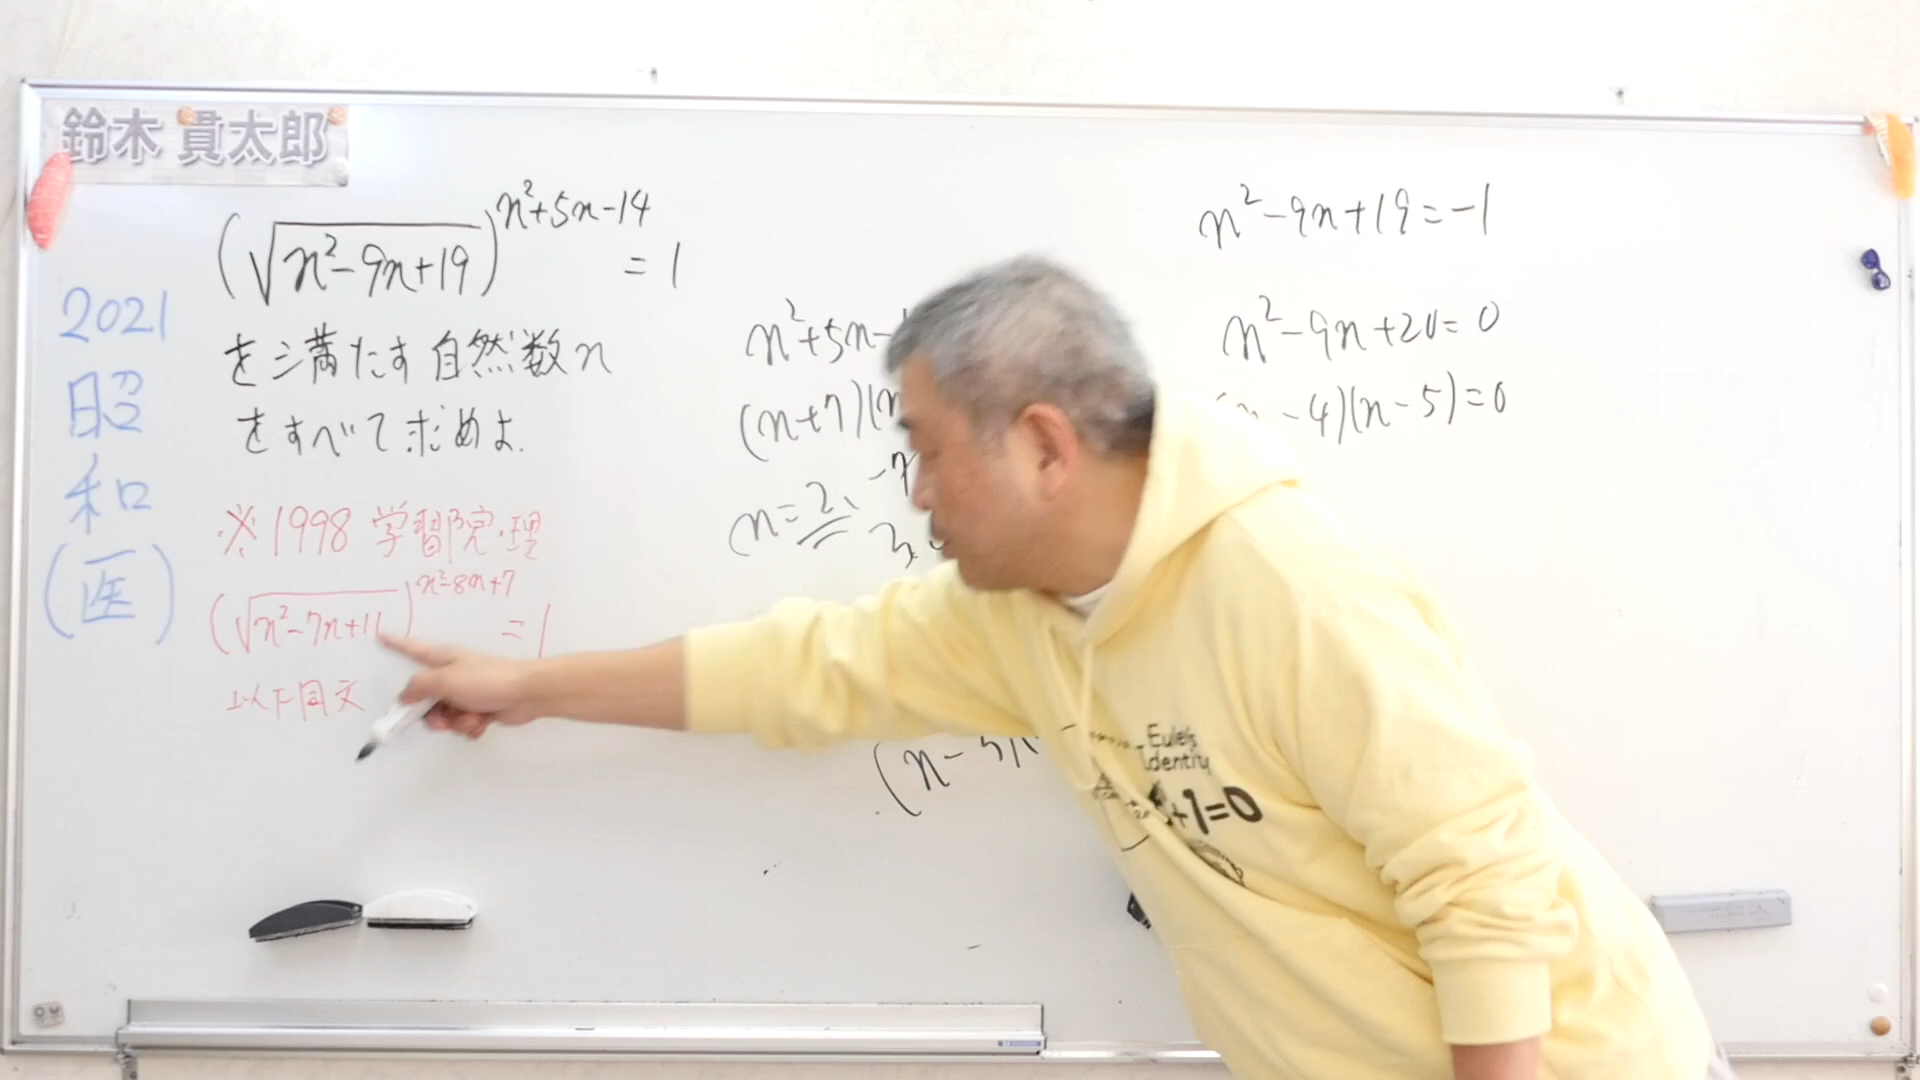 鈴木 貫太郎
2021
昭
和
(医)
(√n²-9n+19)^n²+5n-14 = 1
を満たす自然数n
をすべて求めよ.
※1998 学習院・理
(√n²-7n+11)^n²-8n+7 = 1
以下同文
n²+5n-
(n+7)(n
n=2, -7
3,
(n-5)(
n²-9n+19=-1
n²-9n+20=0
-4)(n-5)=0
Euler's
Identity
+1=0